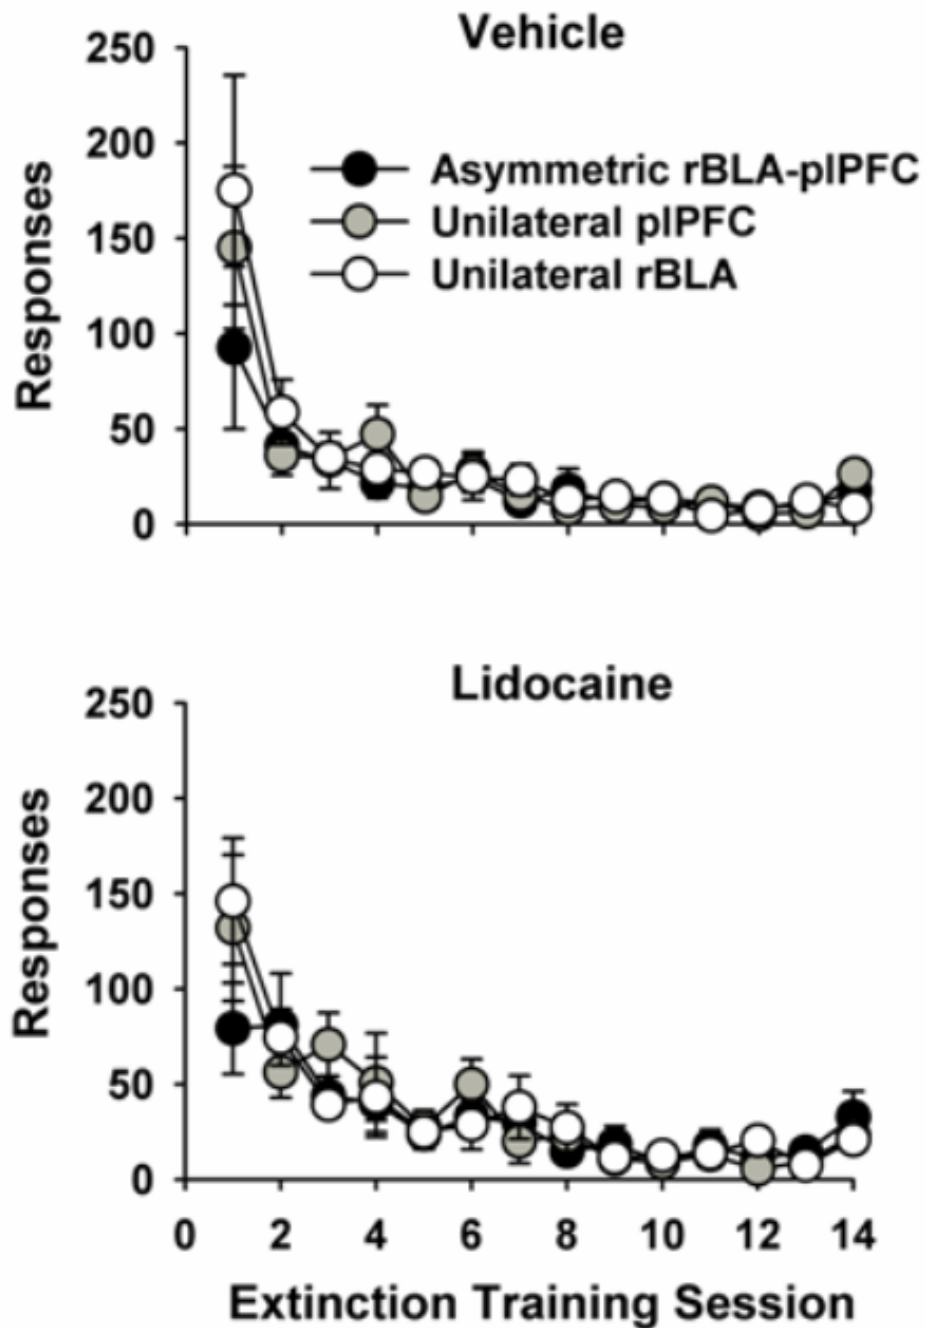 Vehicle
250
200
150
100
50
0
Responses
Asymmetric rBLA-plPFC
Unilateral plPFC
Unilateral rBLA
Lidocaine
250
200
150
100
50
0
Responses
0 2 4 6 8 10 12 14
Extinction Training Session